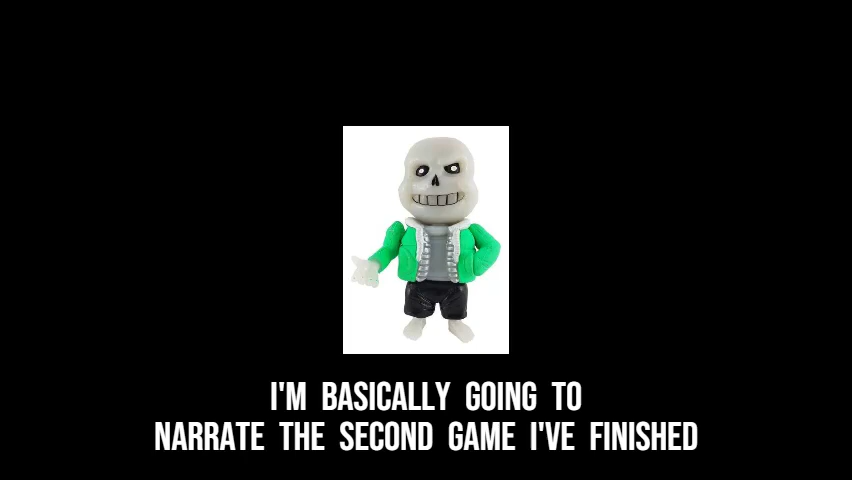 I'M BASICALLY GOING TO
NARRATE THE SECOND GAME I'VE FINISHED